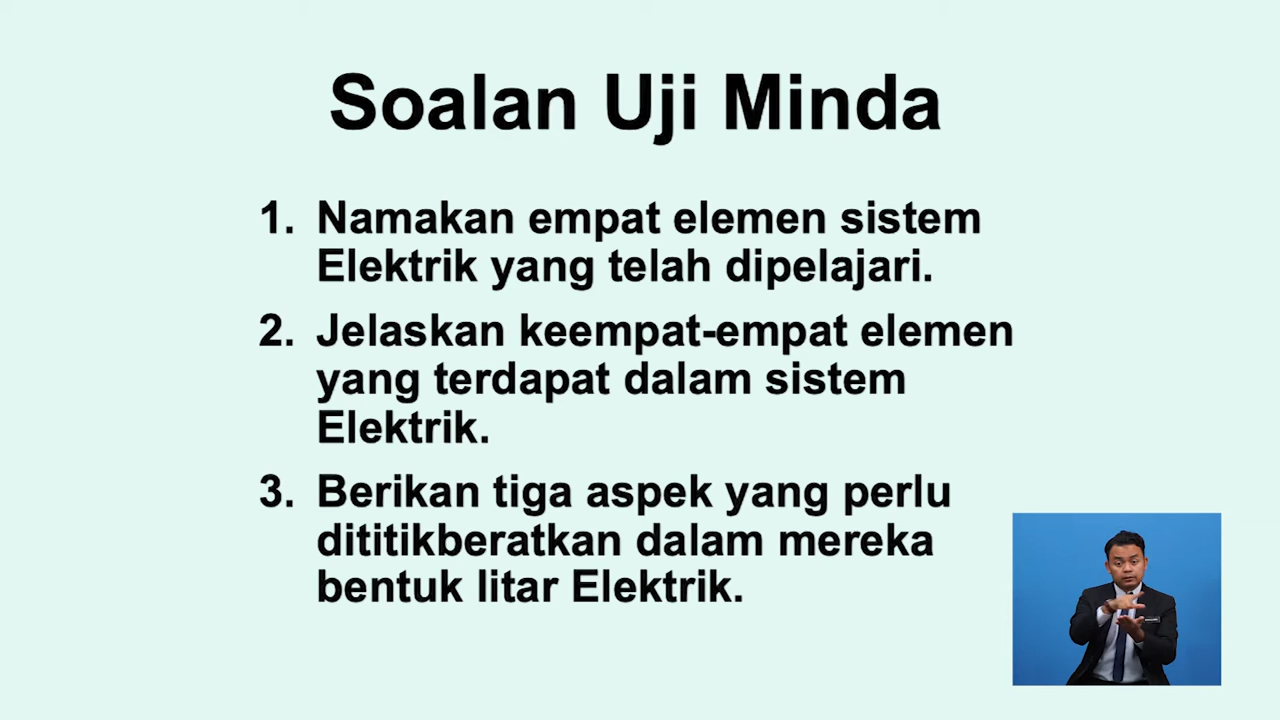 Soalan Uji Minda
1. Namakan empat elemen sistem
Elektrik yang telah dipelajari.
2. Jelaskan keempat-empat elemen
yang terdapat dalam sistem
Elektrik.
3. Berikan tiga aspek yang perlu
dititikberatkan dalam mereka
bentuk litar Elektrik.